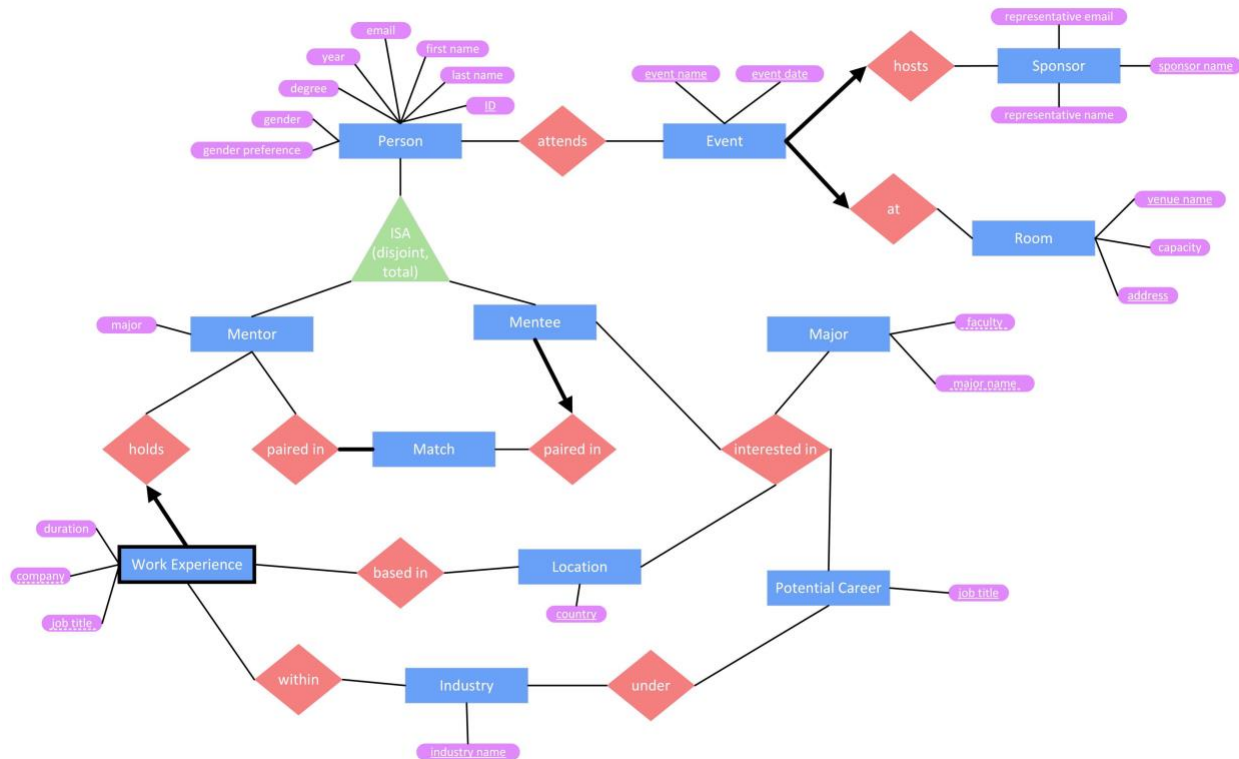 representative email
email
year
first name
last name
degree
ID
gender
gender preference
Person
attends
event name
event date
Event
hosts
Sponsor
sponsor name
representative name
at
venue name
Room
capacity
address
ISA
(disjoint,
total)
major
Mentor
Mentee
Major
faculty
major name
holds
paired in
Match
paired in
interested in
duration
company
job title
Work Experience
based in
Location
country
Potential Career
job title
within
Industry
under
industry name